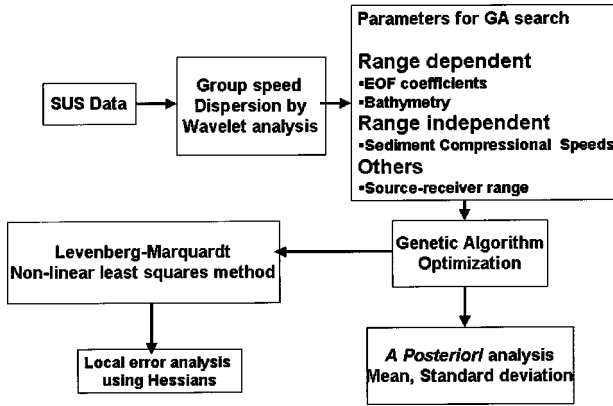 SUS Data
Group speed
Dispersion by
Wavelet analysis
Parameters for GA search
Range dependent
▪EOF coefficients
▪Bathymetry
Range independent
▪Sediment Compressional Speeds
Others
▪Source-receiver range
Genetic Algorithm
Optimization
Levenberg-Marquardt
Non-linear least squares method
Local error analysis
using Hessians
A Posteriori analysis
Mean, Standard deviation